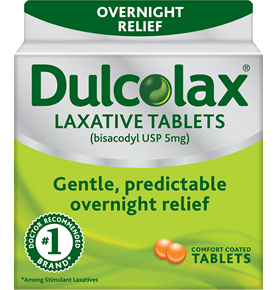 OVERNIGHT
RELIEF
Dulcolax®
LAXATIVE TABLETS
(bisacodyl USP 5mg)
Gentle, predictable
overnight relief
DOCTOR RECOMMENDED
#1*
BRAND
COMFORT COATED
TABLETS
*Among Stimulant Laxatives